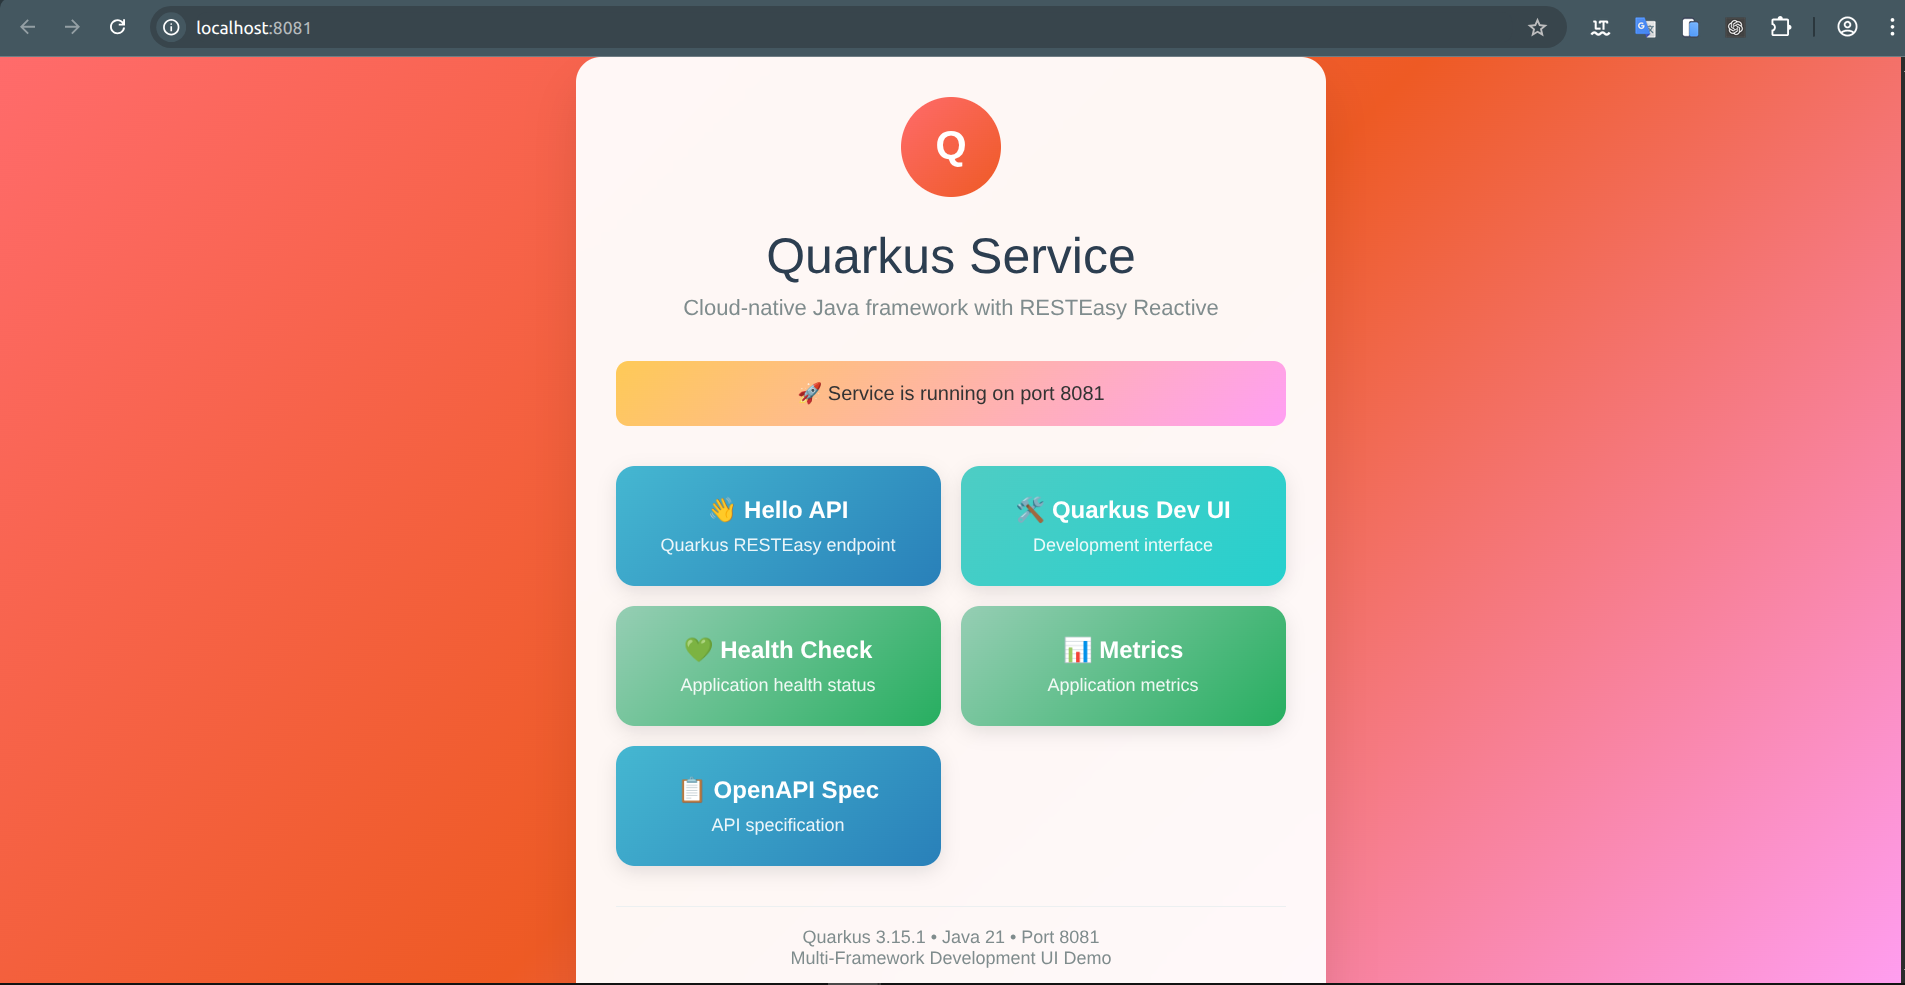 localhost:8081
Q
Quarkus Service
Cloud-native Java framework with RESTEasy Reactive
🚀 Service is running on port 8081
👋 Hello API
Quarkus RESTEasy endpoint
🛠️ Quarkus Dev UI
Development interface
💚 Health Check
Application health status
📊 Metrics
Application metrics
📋 OpenAPI Spec
API specification
Quarkus 3.15.1 • Java 21 • Port 8081
Multi-Framework Development UI Demo